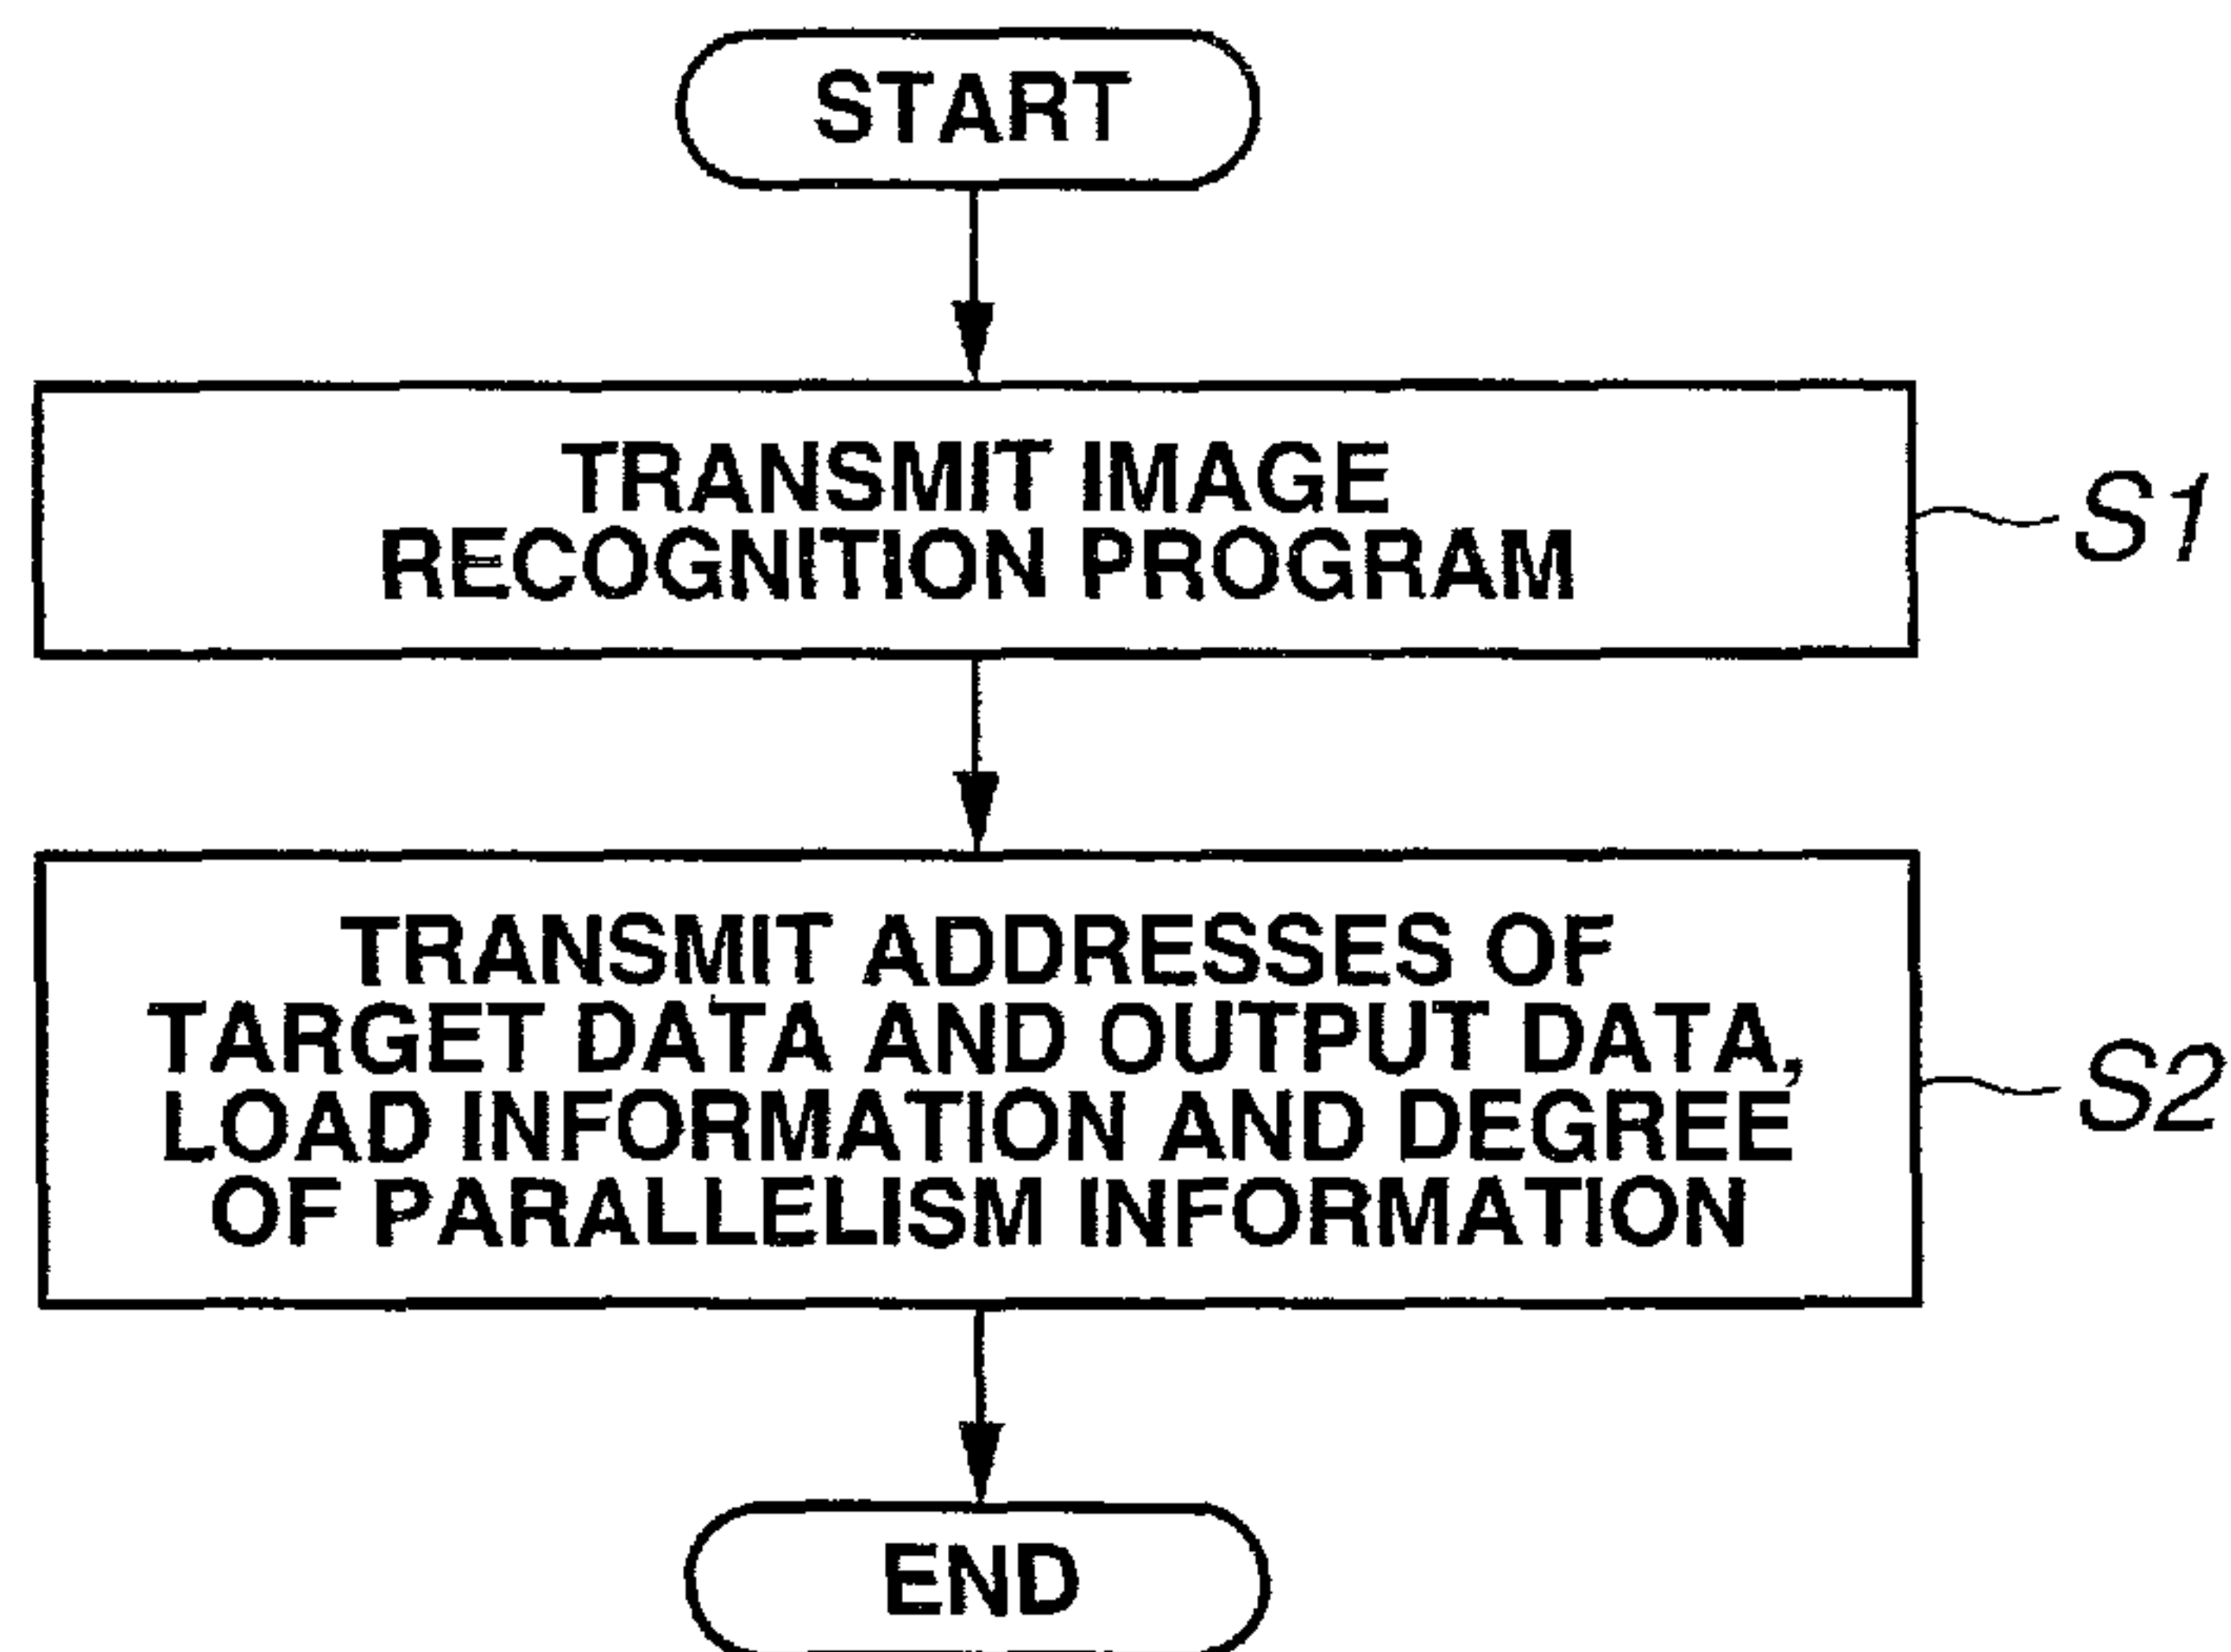 START
TRANSMIT IMAGE
RECOGNITION PROGRAM
S1
TRANSMIT ADDRESSES OF
TARGET DATA AND OUTPUT DATA,
LOAD INFORMATION AND DEGREE
OF PARALLELISM INFORMATION
S2
END